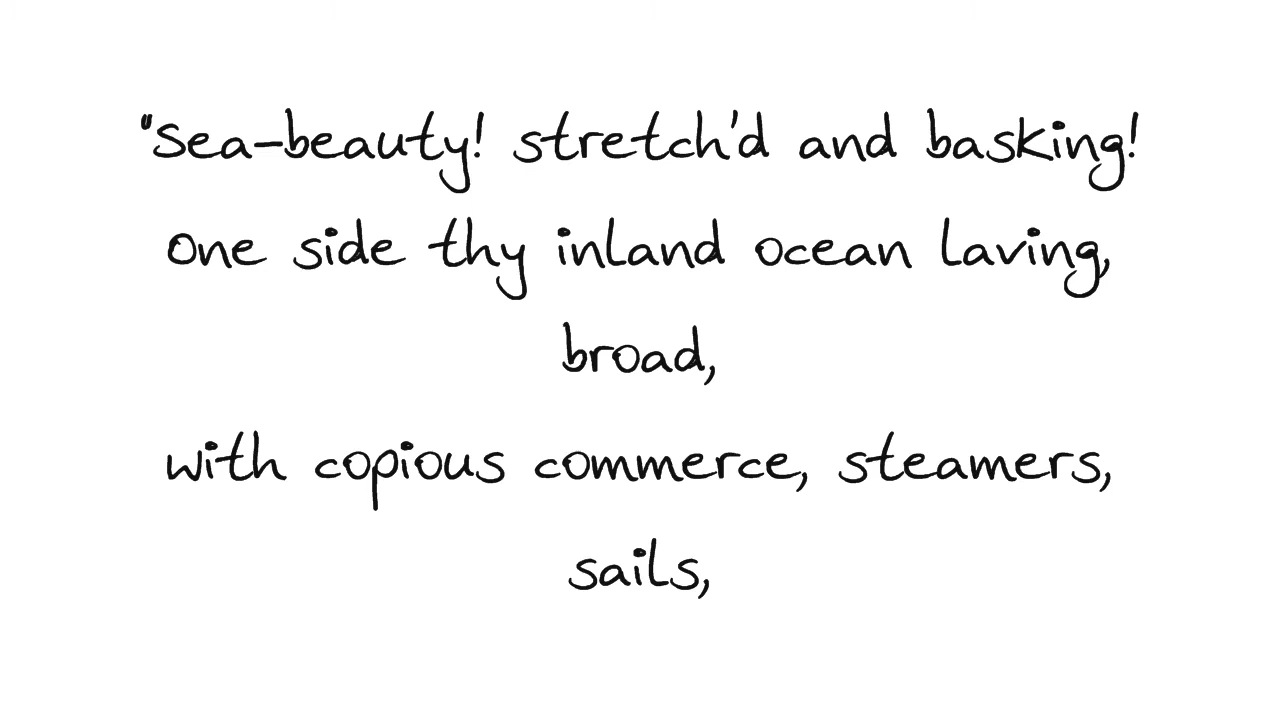 "Sea-beauty! stretch'd and basking!
One side thy inland ocean laving,
broad,
with copious commerce, steamers,
sails,